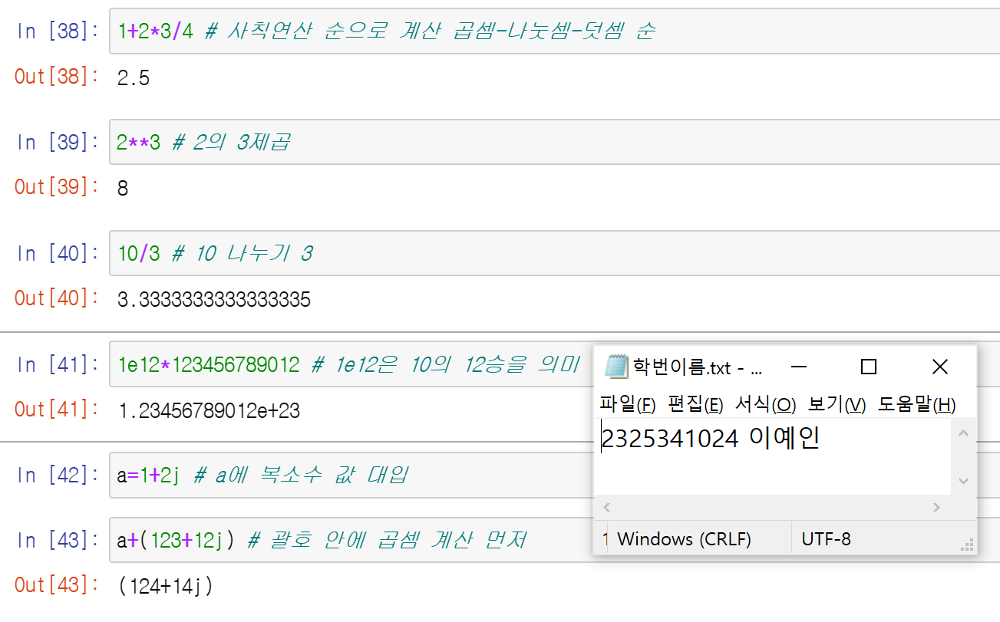 In [38]: 1+2*3/4 # 사칙연산 순으로 계산 곱셈-나눗셈-덧셈 순
Out[38]: 2.5
In [39]: 2**3 # 2의 3제곱
Out[39]: 8
In [40]: 10/3 # 10 나누기 3
Out[40]: 3.3333333333333335
In [41]: 1e12*123456789012 # 1e12은 10의 12승을 의미
Out[41]: 1.23456789012e+23
In [42]: a=1+2j # a에 복소수 값 대입
In [43]: a+(123+12j) # 괄호 안에 곱셈 계산 먼저
Out[43]: (124+14j)
학번이름.txt - ...
파일(F) 편집(E) 서식(O) 보기(V) 도움말(H)
2325341024 이예인
1 Windows (CRLF) UTF-8